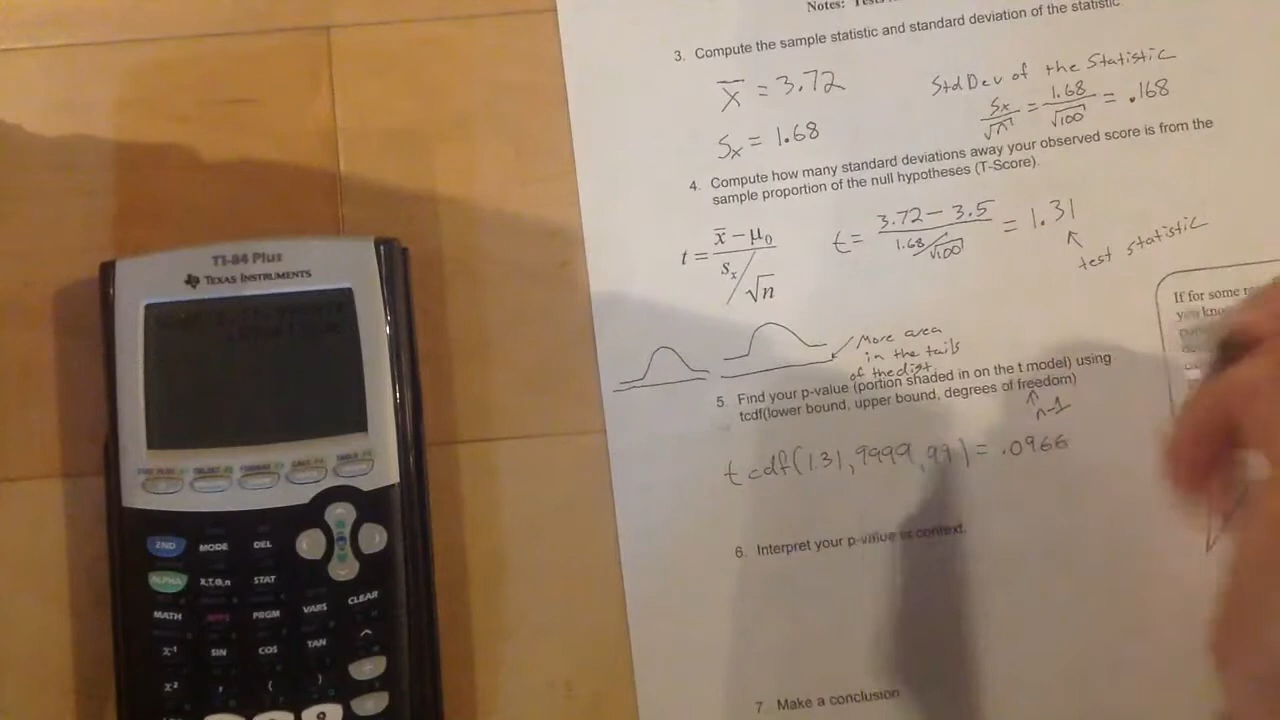 Notes:
3. Compute the sample statistic and standard deviation of the statistic
x̄ = 3.72
Std Dev of the Statistic
Sx/√n = 1.68/√100 = .168
Sx = 1.68
4. Compute how many standard deviations away your observed score is from the
sample proportion of the null hypotheses (T-Score).
t = (x̄ − μ0)/(sx/√n)
t = (3.72 − 3.5)/(1.68/√100) = 1.31
test statistic
If for some
More area
in the tails
of the dist.
5. Find your p-value (portion shaded in on the t model) using
tcdf(lower bound, upper bound, degrees of freedom)
n-1
tcdf(1.31, 9999, 99) = .0966
6. Interpret your p-value context.
7 Make a conclusion
TI-84 Plus
TEXAS INSTRUMENTS
2ND
MODE
DEL
ALPHA
X,T,θ,n
STAT
MATH
APPS
PRGM
VARS
CLEAR
x⁻¹
SIN
COS
TAN
^
x²
,
(
)
÷
9